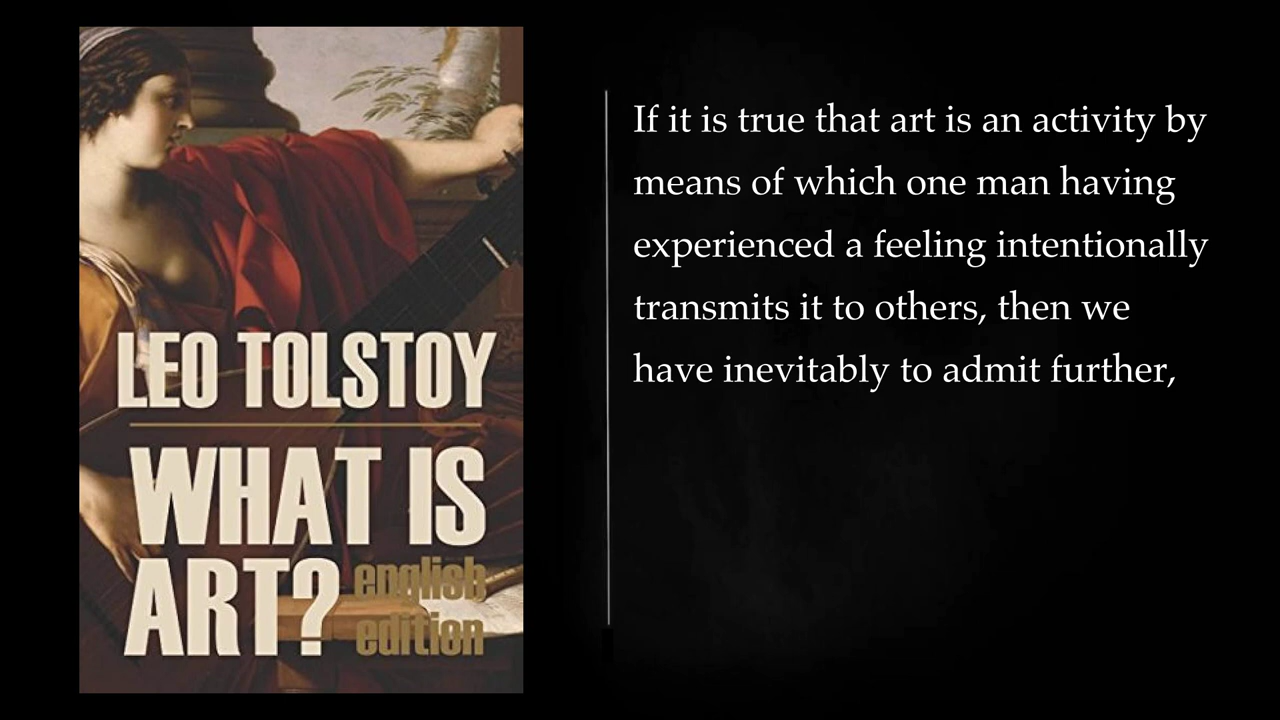 LEO TOLSTOY
WHAT IS
ART?
english
edition
If it is true that art is an activity by
means of which one man having
experienced a feeling intentionally
transmits it to others, then we
have inevitably to admit further,